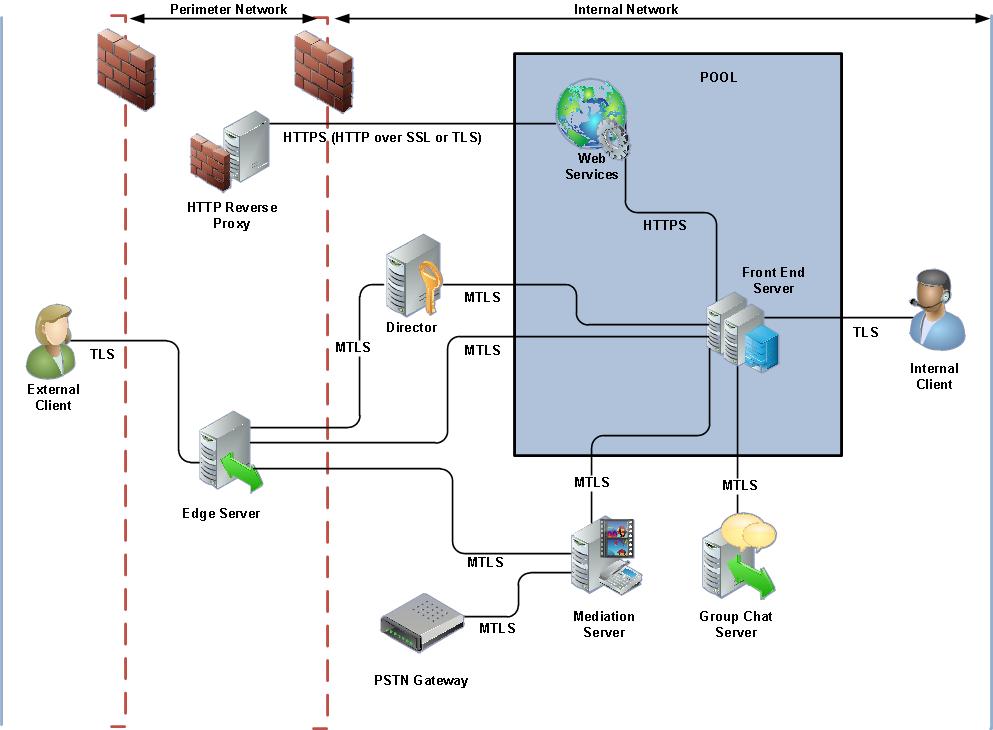 Perimeter Network
Internal Network
POOL
HTTPS (HTTP over SSL or TLS)
Web
Services
HTTP Reverse
Proxy
HTTPS
Front End
Server
MTLS
Director
TLS
MTLS
MTLS
TLS
Internal
Client
External
Client
MTLS
MTLS
Edge Server
MTLS
Mediation
Server
Group Chat
Server
MTLS
PSTN Gateway